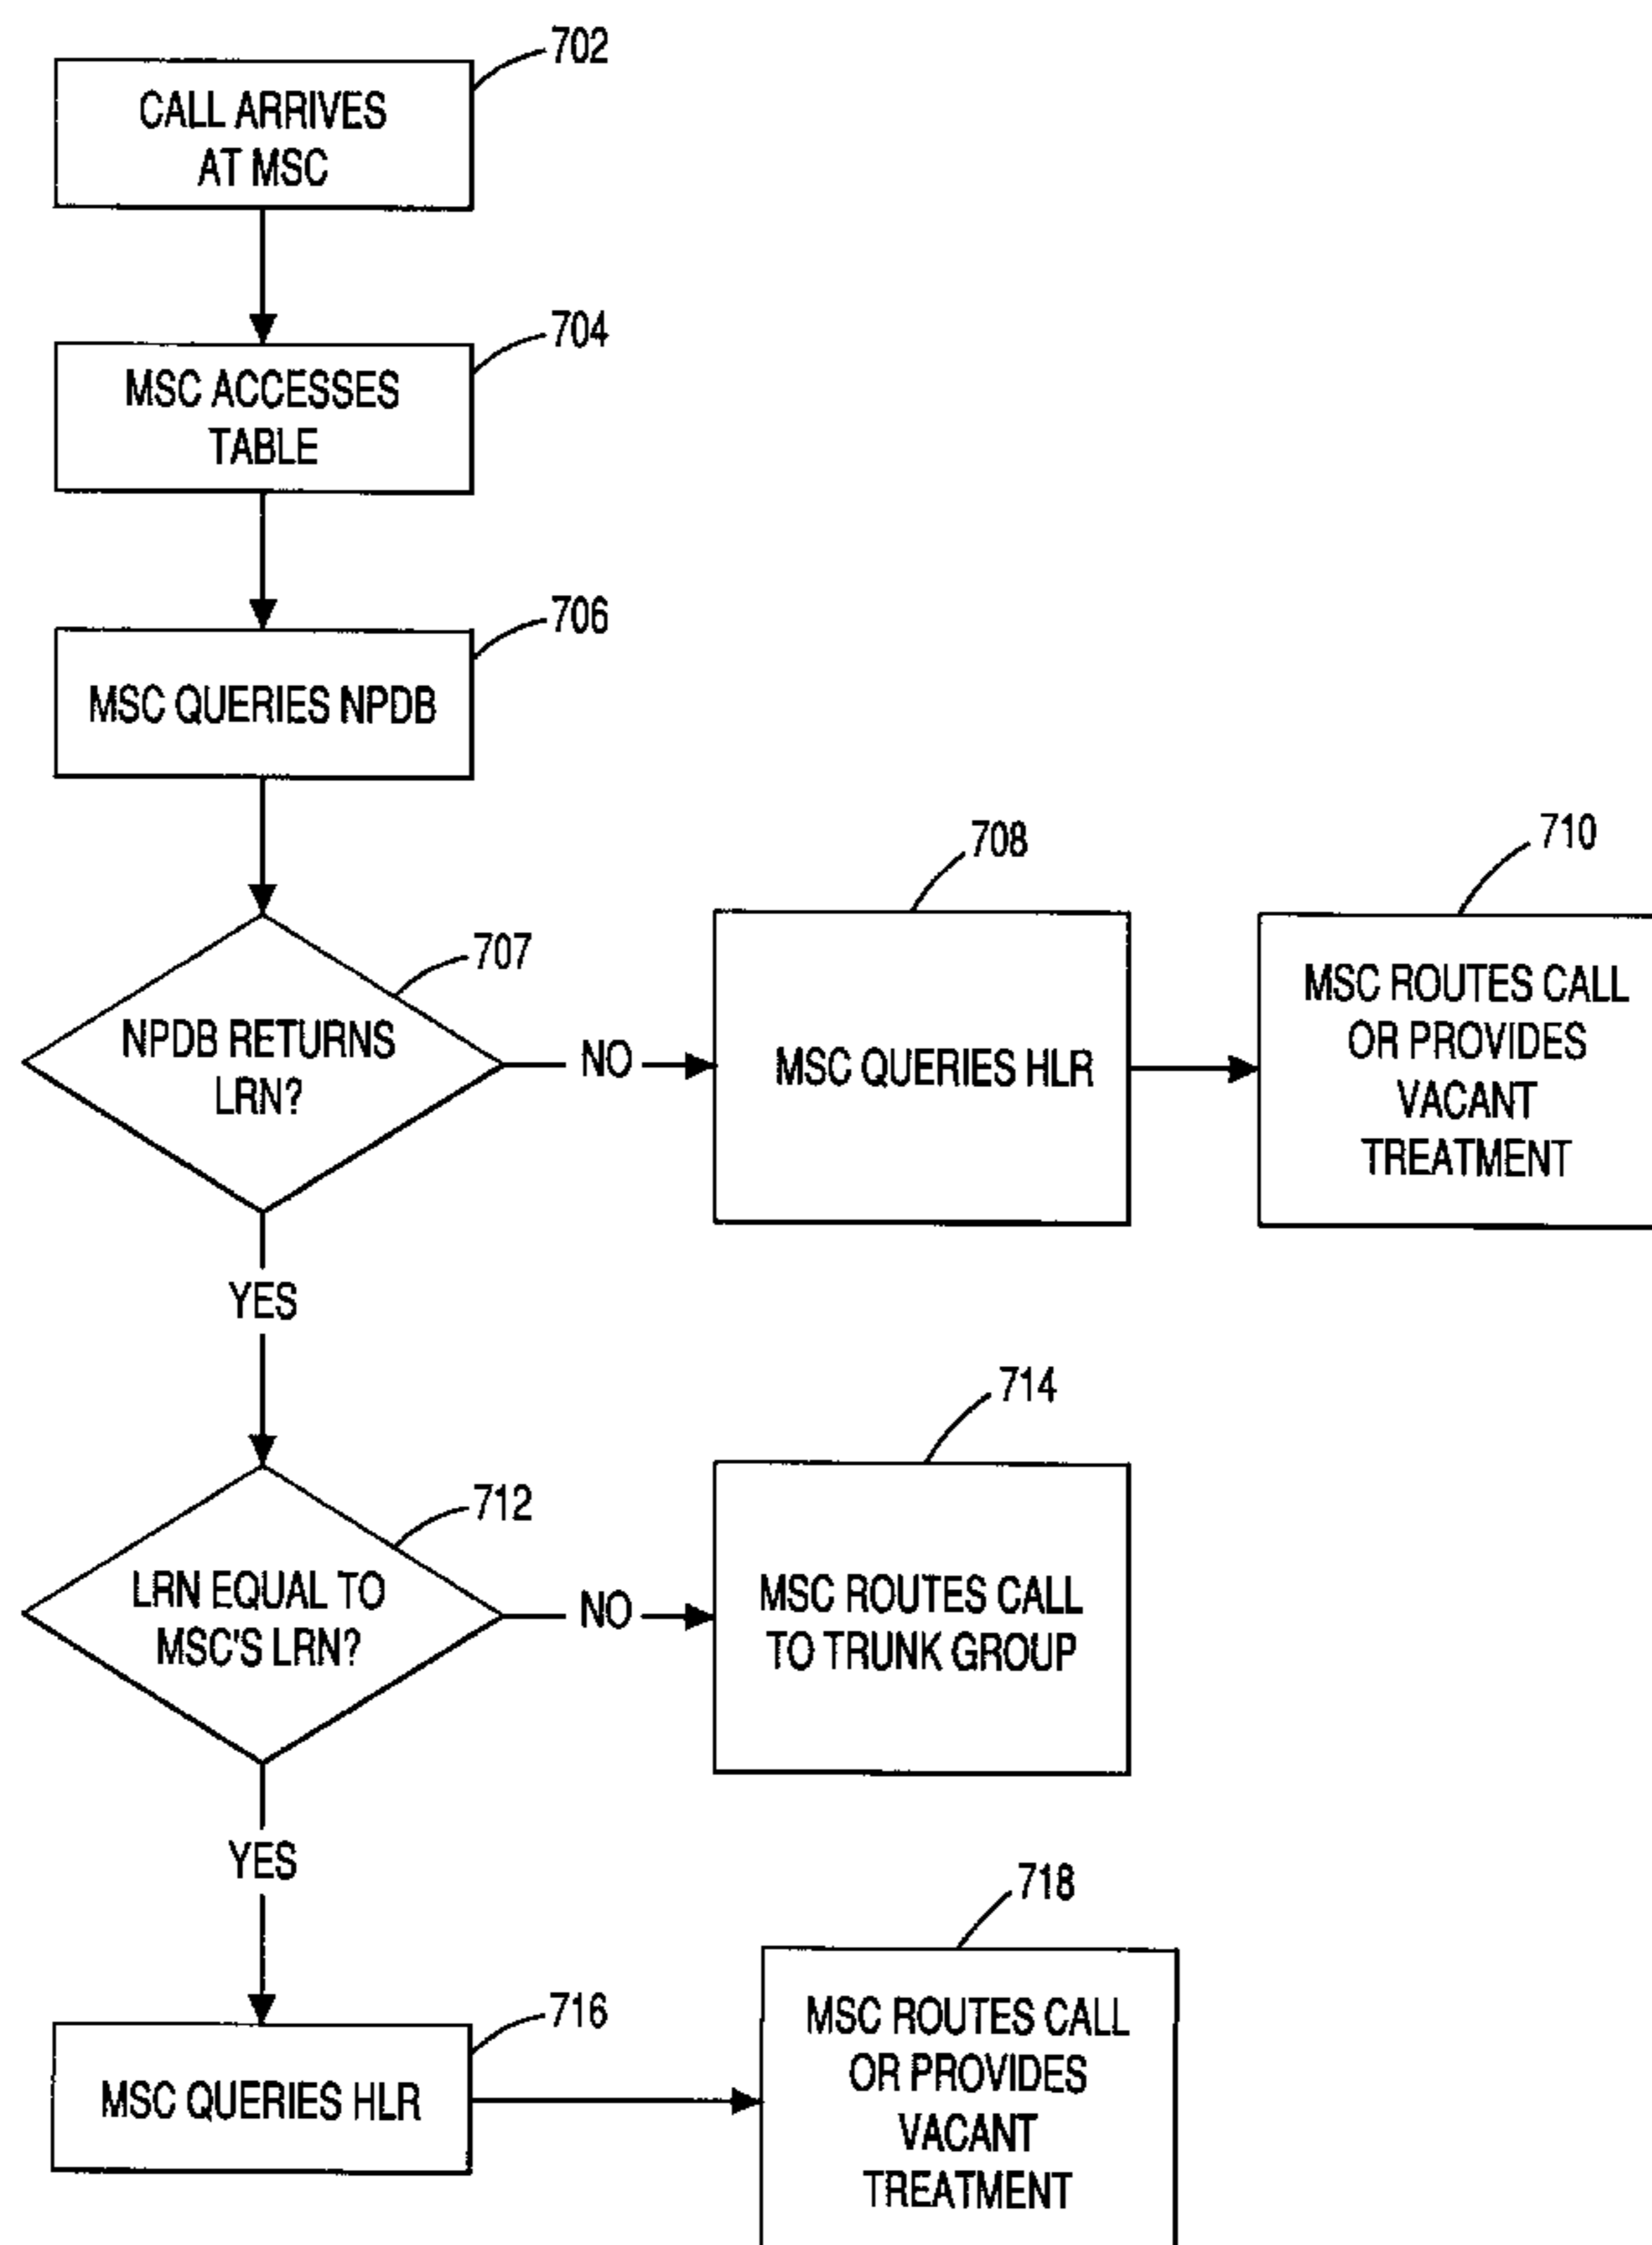 702
CALL ARRIVES
AT MSC
704
MSC ACCESSES
TABLE
706
MSC QUERIES NPDB
707
NPDB RETURNS
LRN?
NO
708
MSC QUERIES HLR
710
MSC ROUTES CALL
OR PROVIDES
VACANT
TREATMENT
YES
712
LRN EQUAL TO
MSC'S LRN?
NO
714
MSC ROUTES CALL
TO TRUNK GROUP
YES
716
MSC QUERIES HLR
718
MSC ROUTES CALL
OR PROVIDES
VACANT
TREATMENT